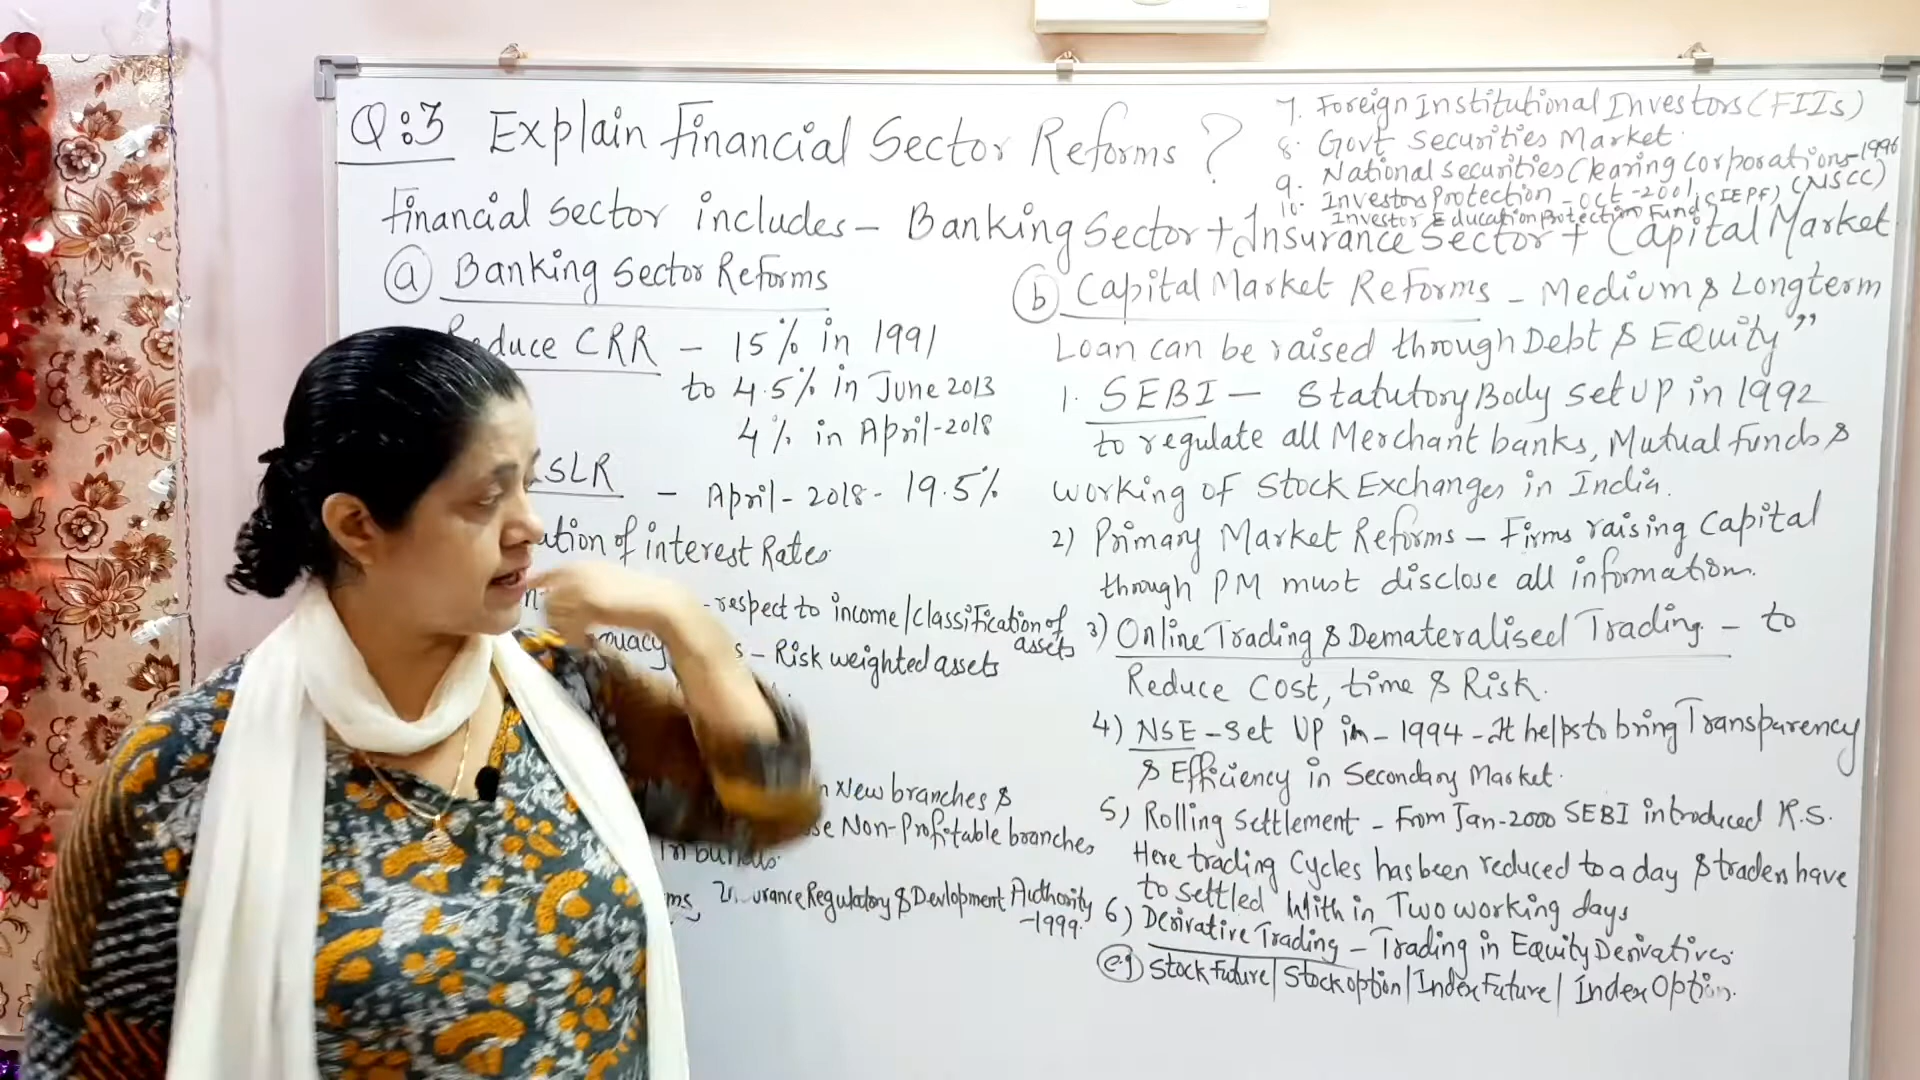 Q:3 Explain Financial Sector Reforms?
Financial Sector includes – Banking Sector + Insurance Sector + Capital Market
(a) Banking Sector Reforms
Reduce CRR – 15% in 1991
to 4.5% in June 2013
4% in April-2018
SLR – April-2018- 19.5%
of interest Rates
respect to income/classification of
assets
– Risk weighted assets
New branches &
Non-Profitable branches
Regulatory & Devlopment Authority
-1999.
7. Foreign Institutional Investors (FIIs)
8. Govt Securities Market.
9. National Securities Clearing Corporations-1996
(NSCC)
10. Investors Protection – Oct-2001 (IEPF)
Investor Education Protection Fund
(b) Capital Market Reforms – Medium & Longterm
Loan can be raised through Debt & Equity”
1. SEBI – Statutory Body set up in 1992
to regulate all Merchant banks, Mutual funds &
working of Stock Exchanges in India.
2) Primary Market Reforms – Firms raising capital
through PM must disclose all information.
3) Online Trading & Demateralised Trading – to
Reduce Cost, time & Risk.
4) NSE – Set Up in – 1994 – It helps to bring Transparency
& Efficiency in Secondary Market.
5) Rolling Settlement – From Jan-2000 SEBI introduced R.S.
Here trading Cycles has been reduced to a day & traders have
to settled with in Two working days
6) Derivative Trading – Trading in Equity Derivatives.
(e.g) Stock Future/Stock option/Index Future/Index Option.